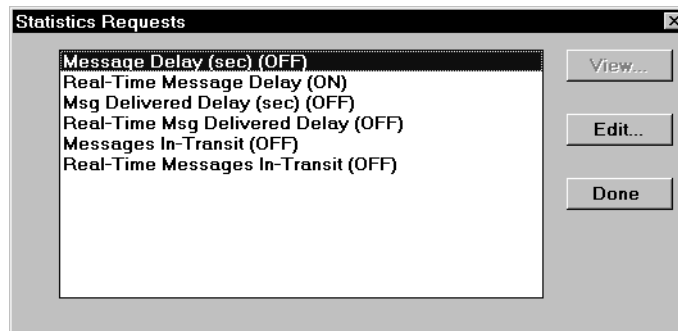 Statistics Requests
Message Delay (sec) (OFF)
Real-Time Message Delay (ON)
Msg Delivered Delay (sec) (OFF)
Real-Time Msg Delivered Delay (OFF)
Messages In-Transit (OFF)
Real-Time Messages In-Transit (OFF)
View...
Edit...
Done